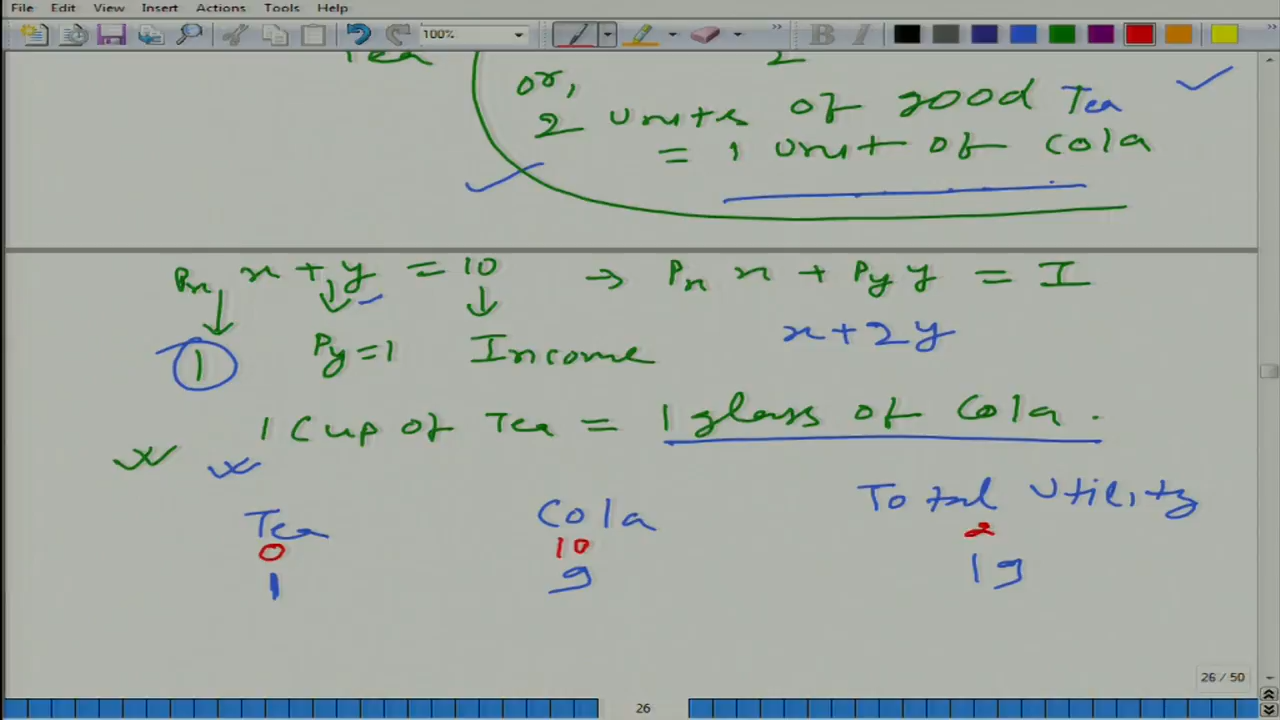 File Edit View Insert Actions Tools Help
100%
Tea 2
or,
2 units of good Tea
= 1 unit of Cola
Px x + y = 10 → Px x + Py y = I
1 Py=1 Income x+2y
1 Cup of Tea = 1 glass of Cola.
Tea Cola Total Utility
0 10 2
1 9 19
26 / 50
26